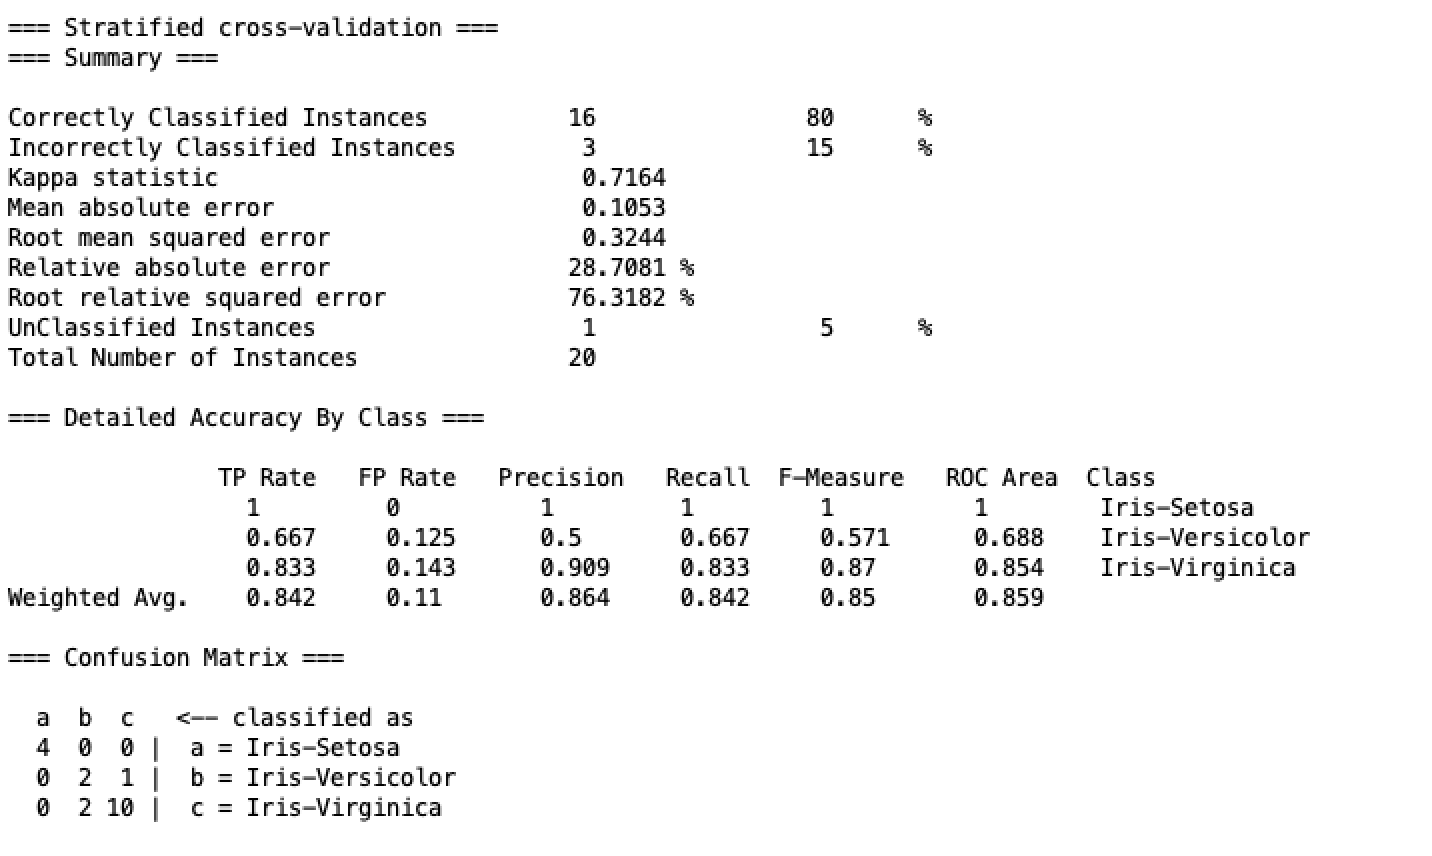 === Stratified cross-validation ===
=== Summary ===
Correctly Classified Instances 16 80 %
Incorrectly Classified Instances 3 15 %
Kappa statistic 0.7164
Mean absolute error 0.1053
Root mean squared error 0.3244
Relative absolute error 28.7081 %
Root relative squared error 76.3182 %
UnClassified Instances 1 5 %
Total Number of Instances 20
=== Detailed Accuracy By Class ===
TP Rate FP Rate Precision Recall F-Measure ROC Area Class
1 0 1 1 1 1 Iris-Setosa
0.667 0.125 0.5 0.667 0.571 0.688 Iris-Versicolor
0.833 0.143 0.909 0.833 0.87 0.854 Iris-Virginica
Weighted Avg. 0.842 0.11 0.864 0.842 0.85 0.859
=== Confusion Matrix ===
a b c <-- classified as
4 0 0 | a = Iris-Setosa
0 2 1 | b = Iris-Versicolor
0 2 10 | c = Iris-Virginica